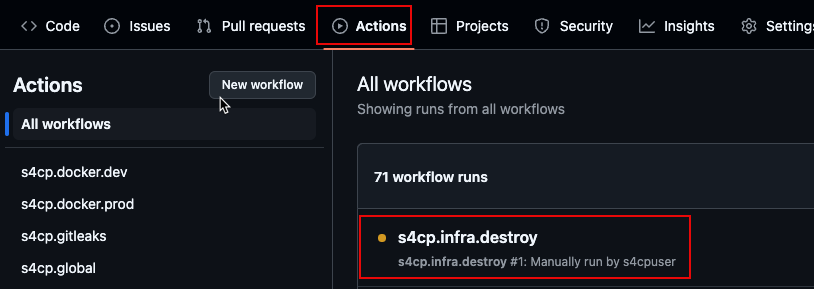 Code Issues Pull requests Actions Projects Security Insights Settings
Actions New workflow
All workflows
s4cp.docker.dev
s4cp.docker.prod
s4cp.gitleaks
s4cp.global
All workflows
Showing runs from all workflows
71 workflow runs
s4cp.infra.destroy
s4cp.infra.destroy #1: Manually run by s4cpuser